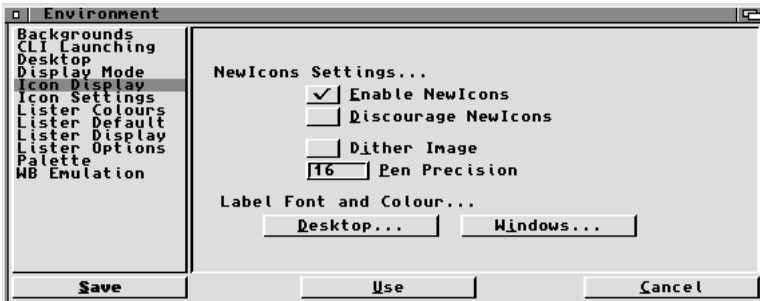 Environment
Backgrounds
CLI Launching
Desktop
Display Mode
Icon Display
Icon Settings
Lister Colours
Lister Default
Lister Display
Lister Options
Palette
WB Emulation
NewIcons Settings...
Enable NewIcons
Discourage NewIcons
Dither Image
16 Pen Precision
Label Font and Colour...
Desktop... Windows...
Save Use Cancel